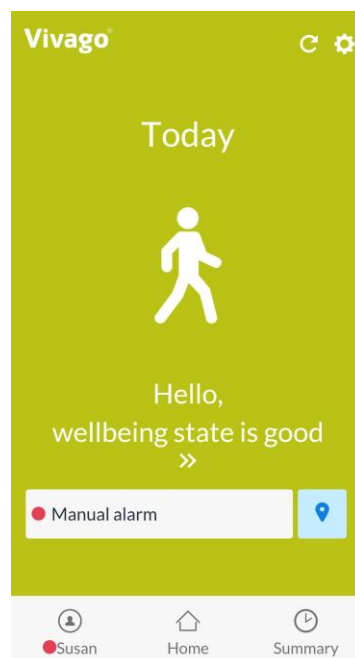 Vivago®
Today
Hello,
wellbeing state is good
»
Manual alarm
Susan Home Summary